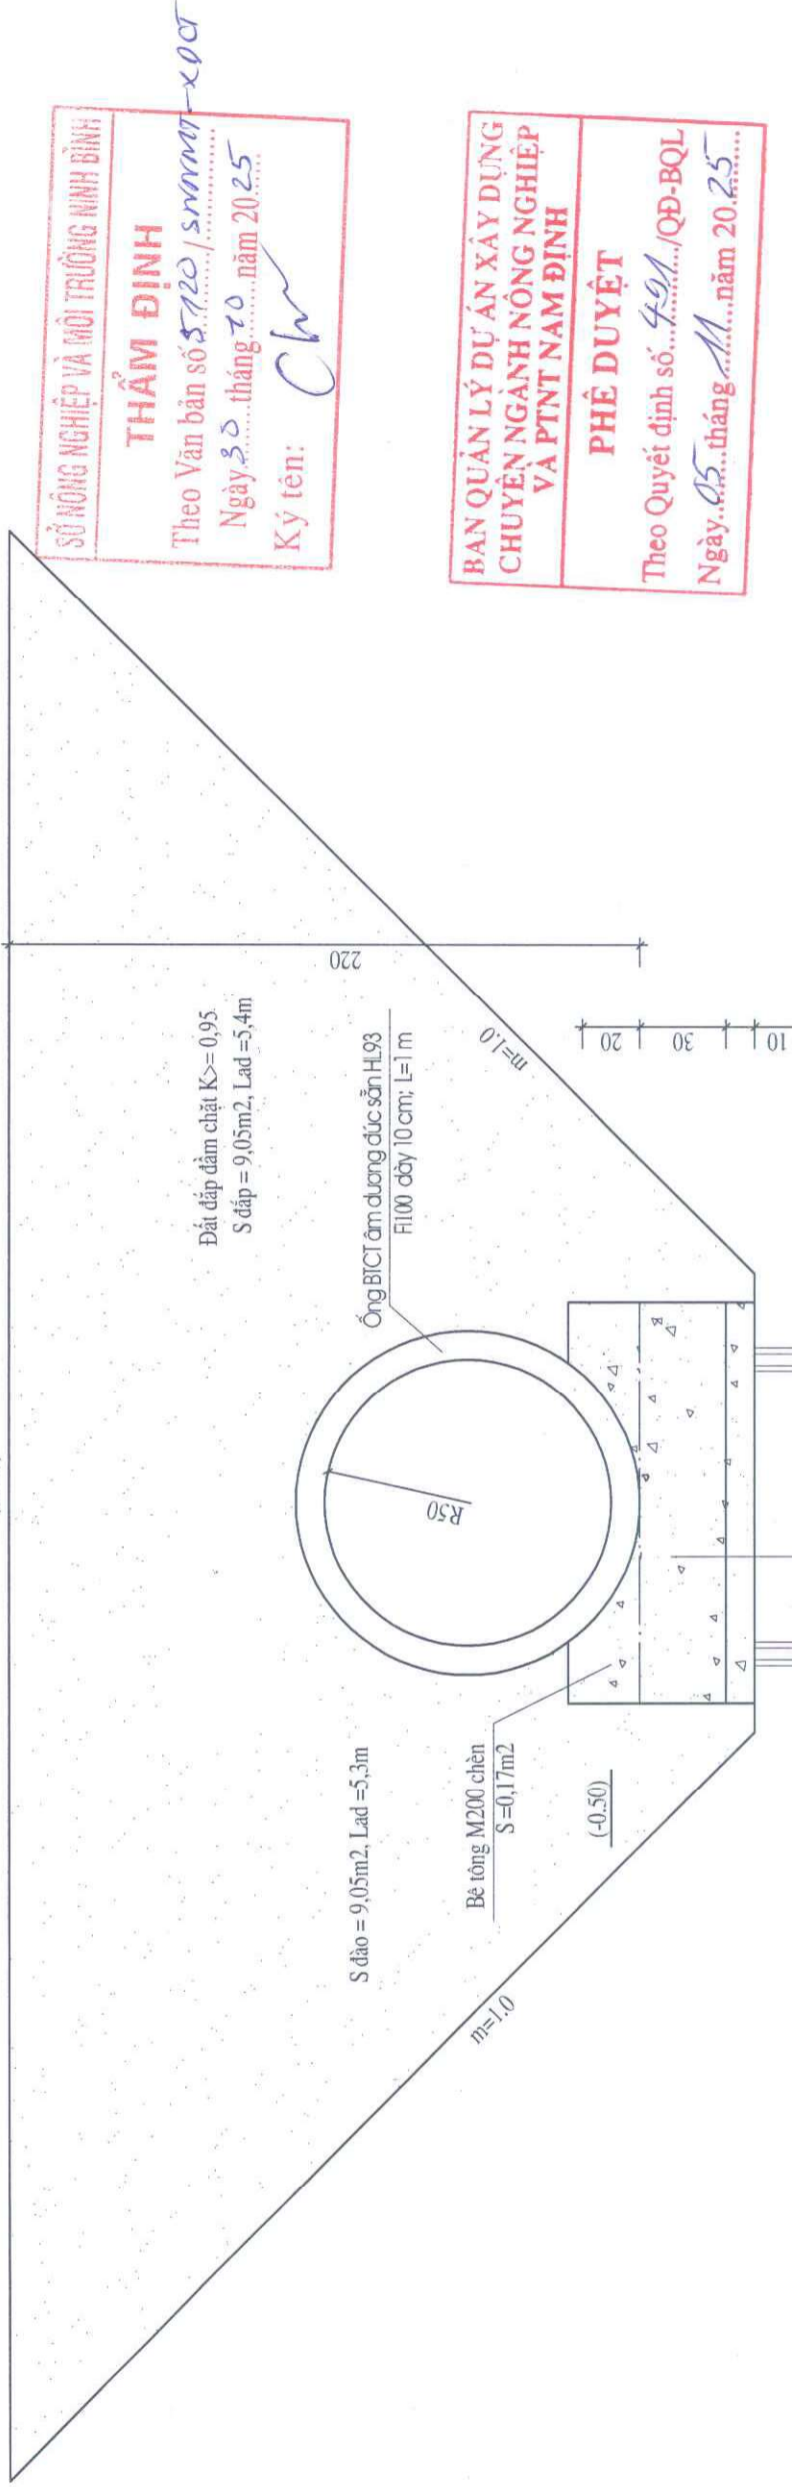 SỞ NÔNG NGHIỆP VÀ MÔI TRƯỜNG NINH BÌNH
THẨM ĐỊNH
Theo Văn bản số 5120/SNNMT-XDCT
Ngày 30 tháng 10 năm 2025
Ký tên:
BAN QUẢN LÝ DỰ ÁN XÂY DỰNG
CHUYÊN NGÀNH NÔNG NGHIỆP
VÀ PTNT NAM ĐỊNH
PHÊ DUYỆT
Theo Quyết định số 491/QĐ-BQL
Ngày 05 tháng 11 năm 2025
220
Đất đắp đầm chặt K>= 0,95
S đắp = 9,05m2, Lad =5,4m
Ống BTCT âm dương đúc sẵn HL93
Fi100 dày 10 cm; L=1 m
m=1.0
20
30
10
R50
S đào = 9,05m2, Lad =5,3m
Bê tông M200 chèn
S =0,17m2
(-0.50)
m=1.0